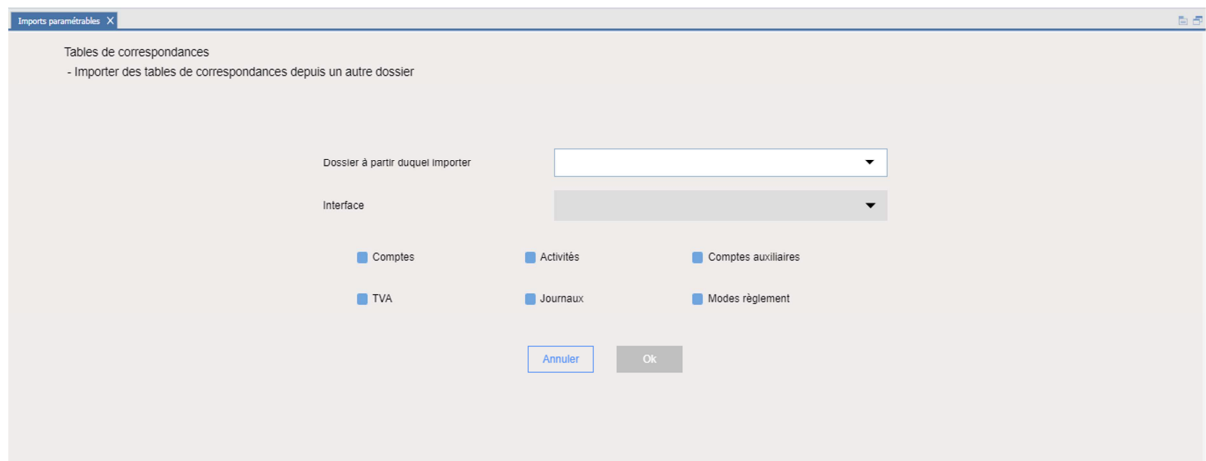 Imports paramétrables
Tables de correspondances
- Importer des tables de correspondances depuis un autre dossier
Dossier à partir duquel importer
Interface
Comptes Activités Comptes auxiliaires
TVA Journaux Modes règlement
Annuler Ok